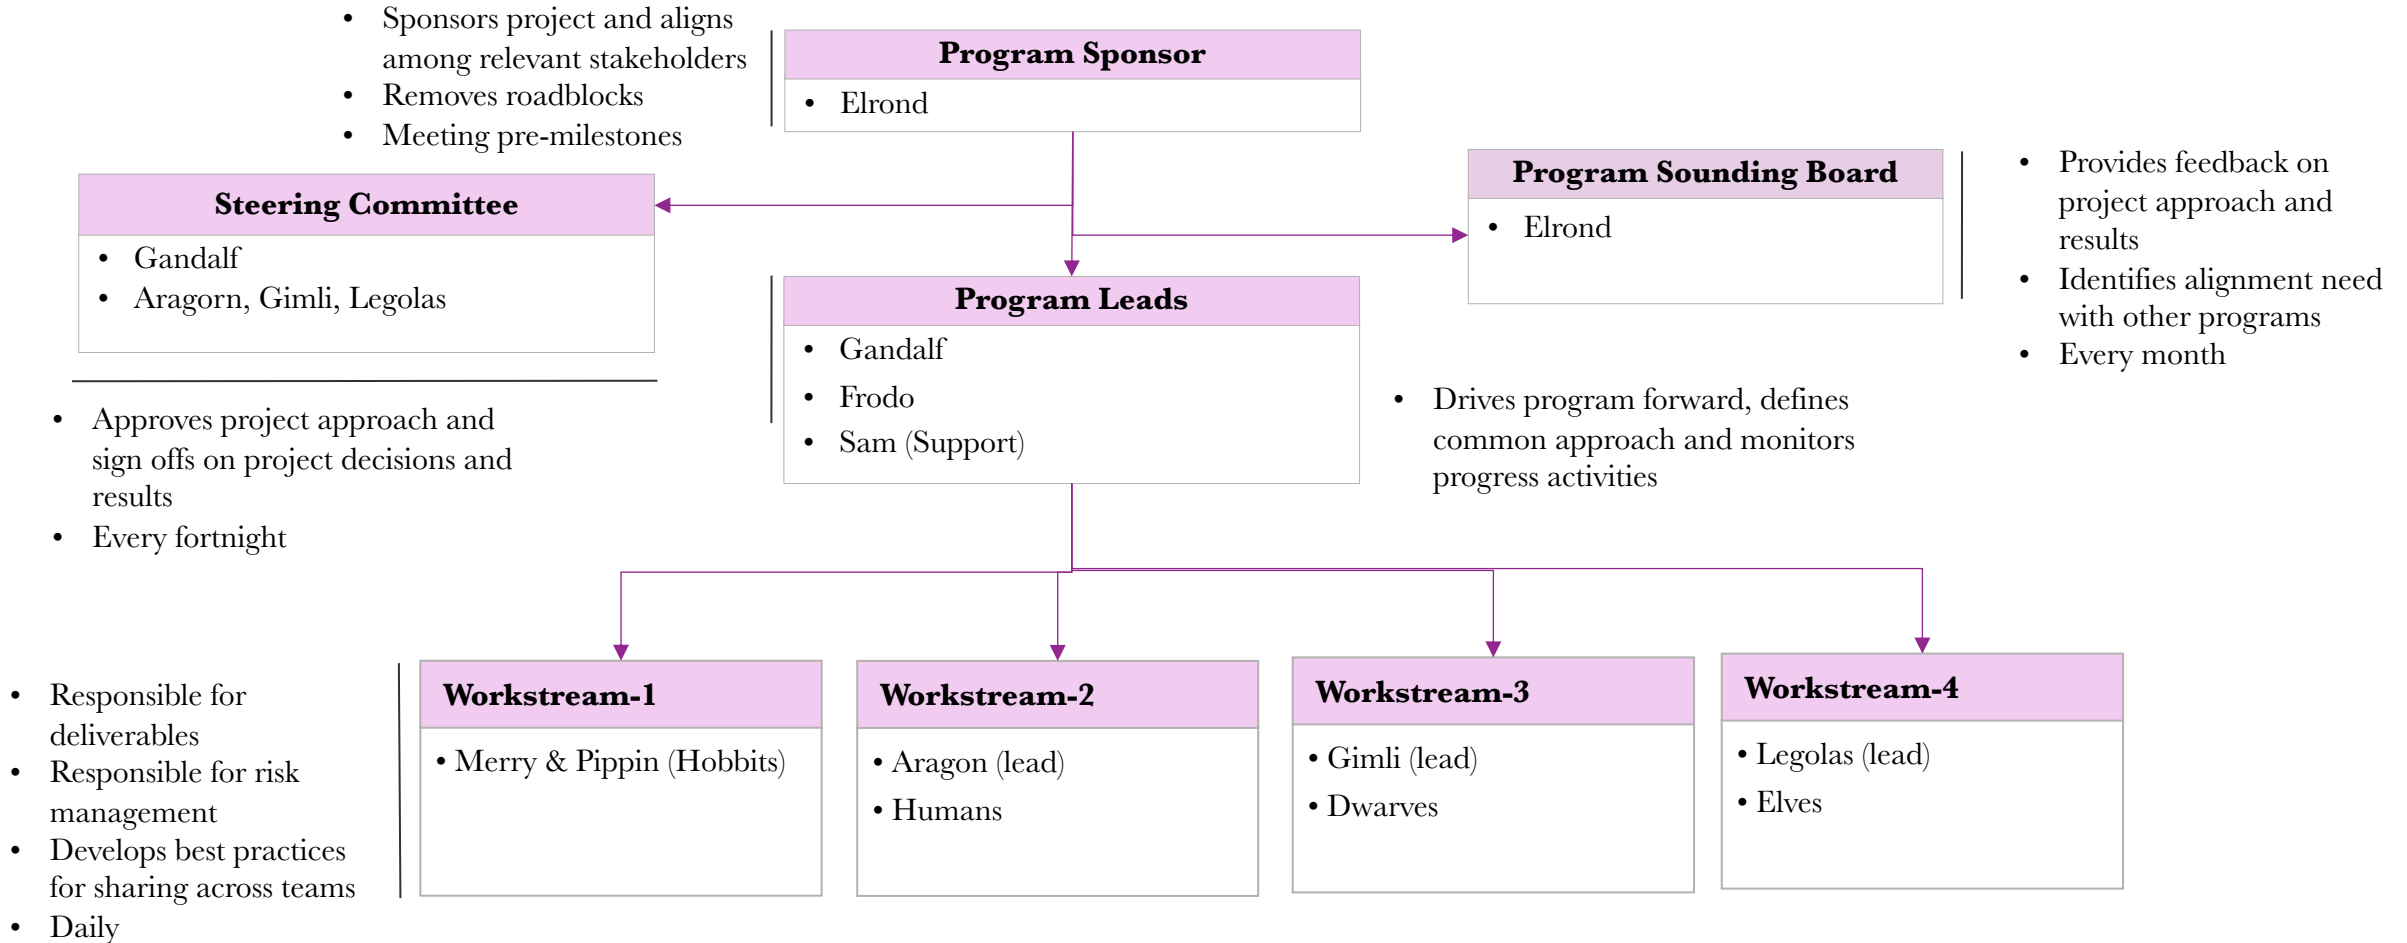 • Sponsors project and aligns
among relevant stakeholders
• Removes roadblocks
• Meeting pre-milestones
Program Sponsor
• Elrond
Steering Committee
• Gandalf
• Aragorn, Gimli, Legolas
• Approves project approach and
sign offs on project decisions and
results
• Every fortnight
Program Sounding Board
• Elrond
• Provides feedback on
project approach and
results
• Identifies alignment need
with other programs
• Every month
Program Leads
• Gandalf
• Frodo
• Sam (Support)
• Drives program forward, defines
common approach and monitors
progress activities
• Responsible for
deliverables
• Responsible for risk
management
• Develops best practices
for sharing across teams
• Daily
Workstream-1
• Merry & Pippin (Hobbits)
Workstream-2
• Aragon (lead)
• Humans
Workstream-3
• Gimli (lead)
• Dwarves
Workstream-4
• Legolas (lead)
• Elves